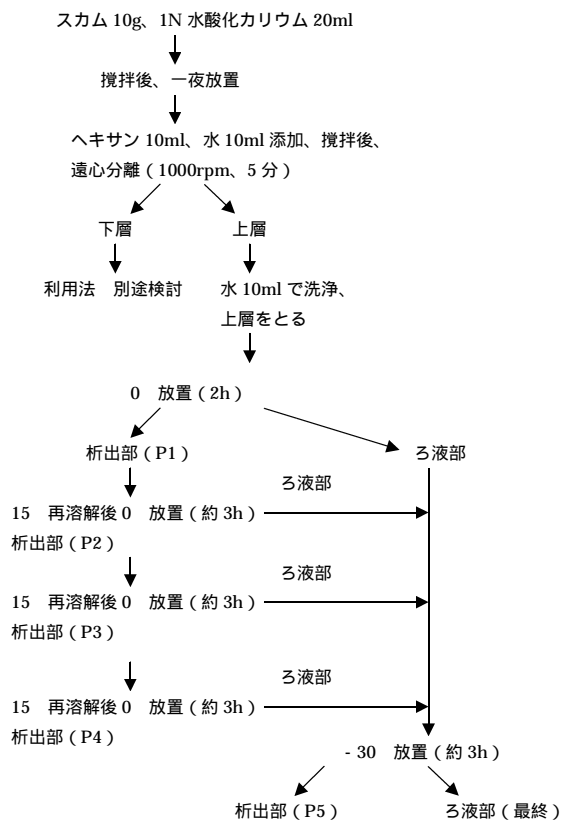 スカム 10g、1N 水酸化カリウム 20ml
撹拌後、一夜放置
ヘキサン 10ml、水 10ml 添加、撹拌後、
遠心分離（1000rpm、5 分）
下層
上層
利用法　別途検討
水 10ml で洗浄、
上層をとる
0　放置（2h）
析出部（P1）
ろ液部
ろ液部
15　再溶解後 0　放置（約 3h）
析出部（P2）
ろ液部
15　再溶解後 0　放置（約 3h）
析出部（P3）
ろ液部
15　再溶解後 0　放置（約 3h）
析出部（P4）
- 30　放置（約 3h）
析出部（P5）
ろ液部（最終）